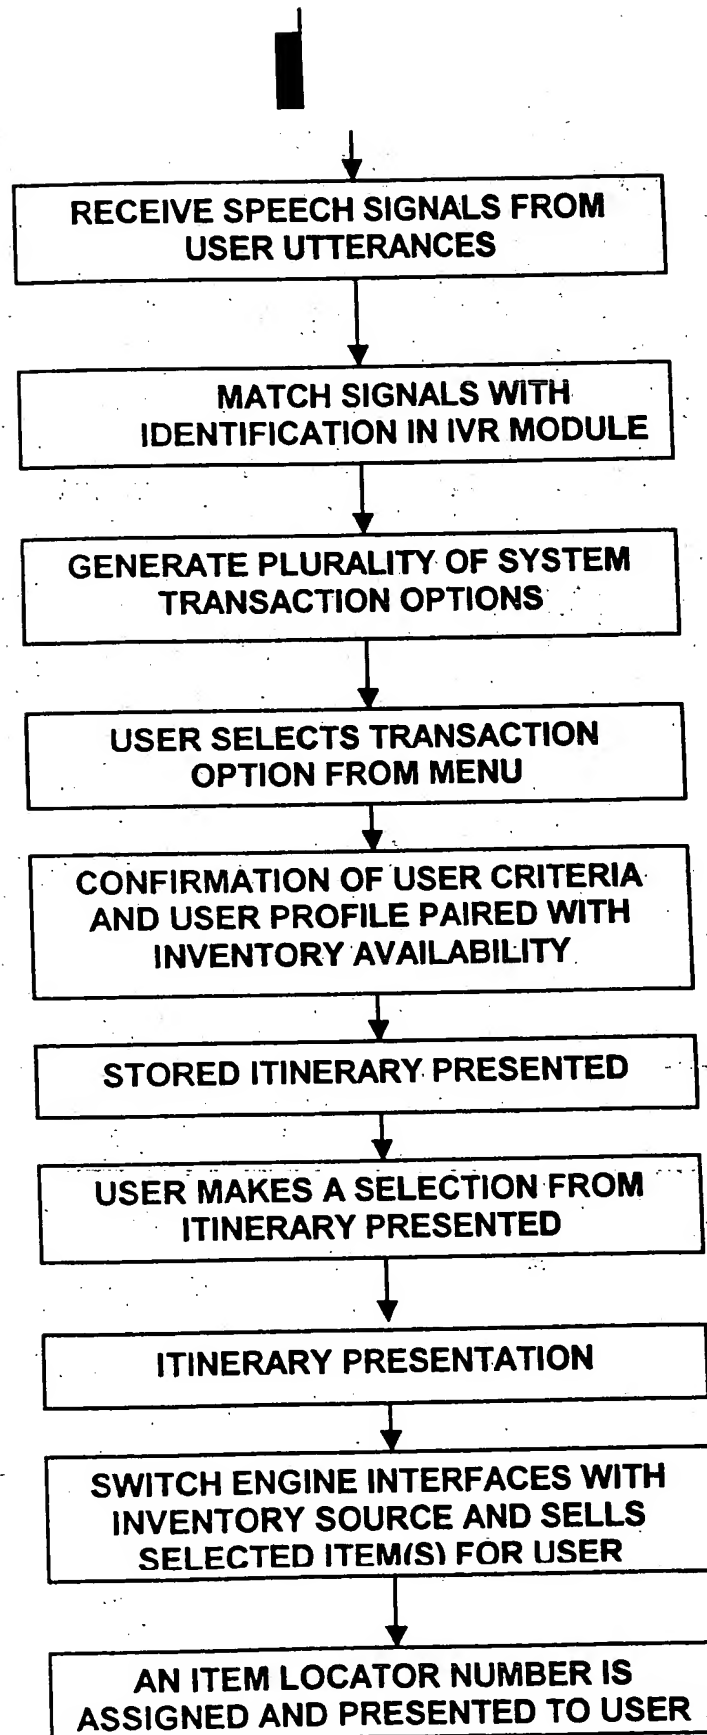 RECEIVE SPEECH SIGNALS FROM
USER UTTERANCES
MATCH SIGNALS WITH
IDENTIFICATION IN IVR MODULE
GENERATE PLURALITY OF SYSTEM
TRANSACTION OPTIONS
USER SELECTS TRANSACTION
OPTION FROM MENU
CONFIRMATION OF USER CRITERIA
AND USER PROFILE PAIRED WITH
INVENTORY AVAILABILITY
STORED ITINERARY PRESENTED
USER MAKES A SELECTION FROM
ITINERARY PRESENTED
ITINERARY PRESENTATION
SWITCH ENGINE INTERFACES WITH
INVENTORY SOURCE AND SELLS
SELECTED ITEM(S) FOR USER
AN ITEM LOCATOR NUMBER IS
ASSIGNED AND PRESENTED TO USER